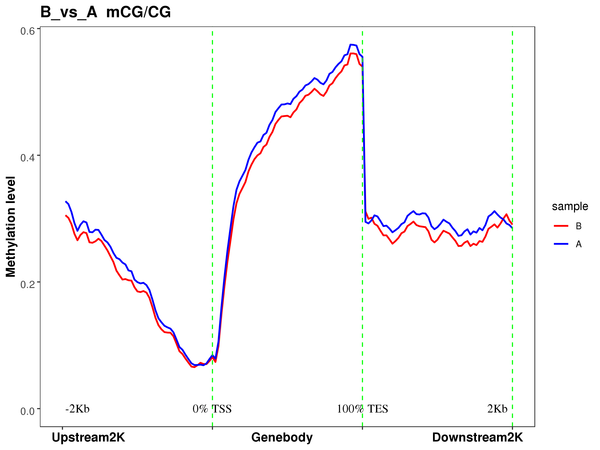 B_vs_A mCG/CG
0.6
0.4
0.2
0.0
Methylation level
-2Kb
0% TSS
100% TES
2Kb
Upstream2K
Genebody
Downstream2K
sample
B
A